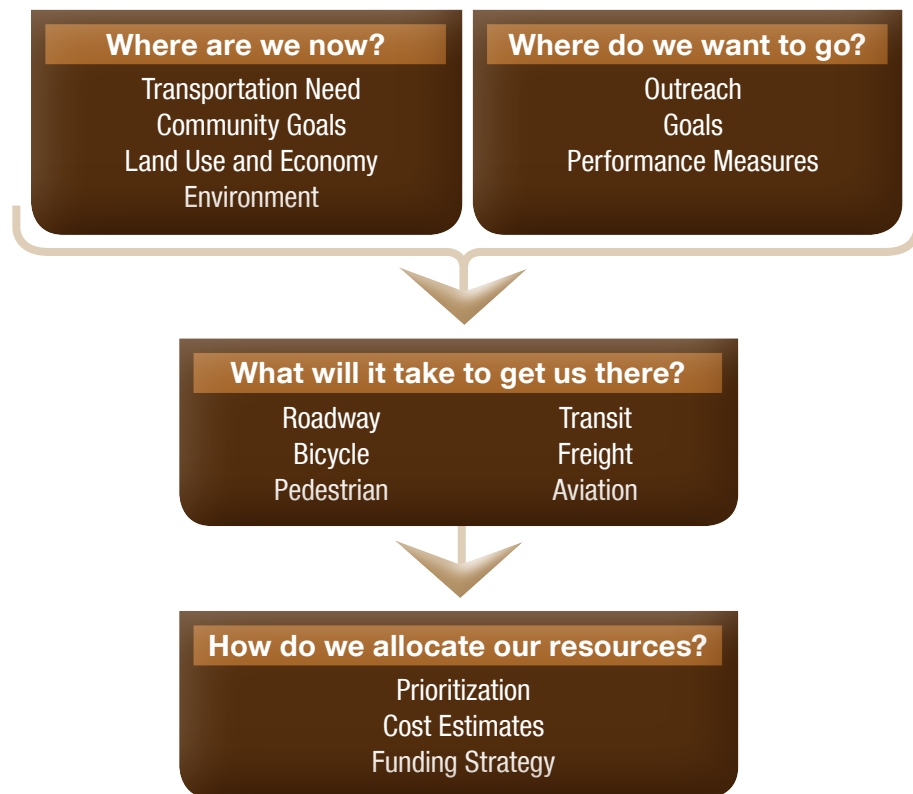 Where are we now?
Transportation Need
Community Goals
Land Use and Economy
Environment
Where do we want to go?
Outreach
Goals
Performance Measures
What will it take to get us there?
Roadway
Bicycle
Pedestrian
Transit
Freight
Aviation
How do we allocate our resources?
Prioritization
Cost Estimates
Funding Strategy